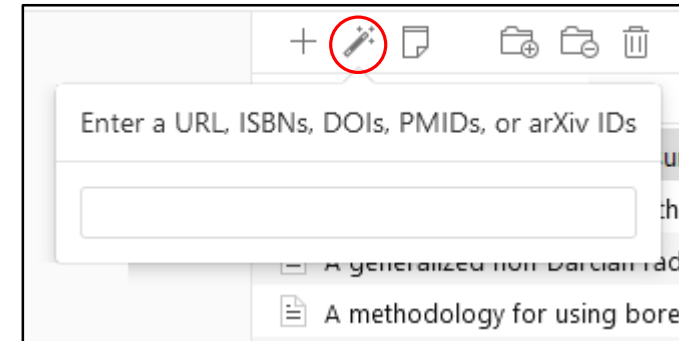 Enter a URL, ISBNs, DOIs, PMIDs, or arXiv IDs
A generalized non Darcian rad
A methodology for using bore